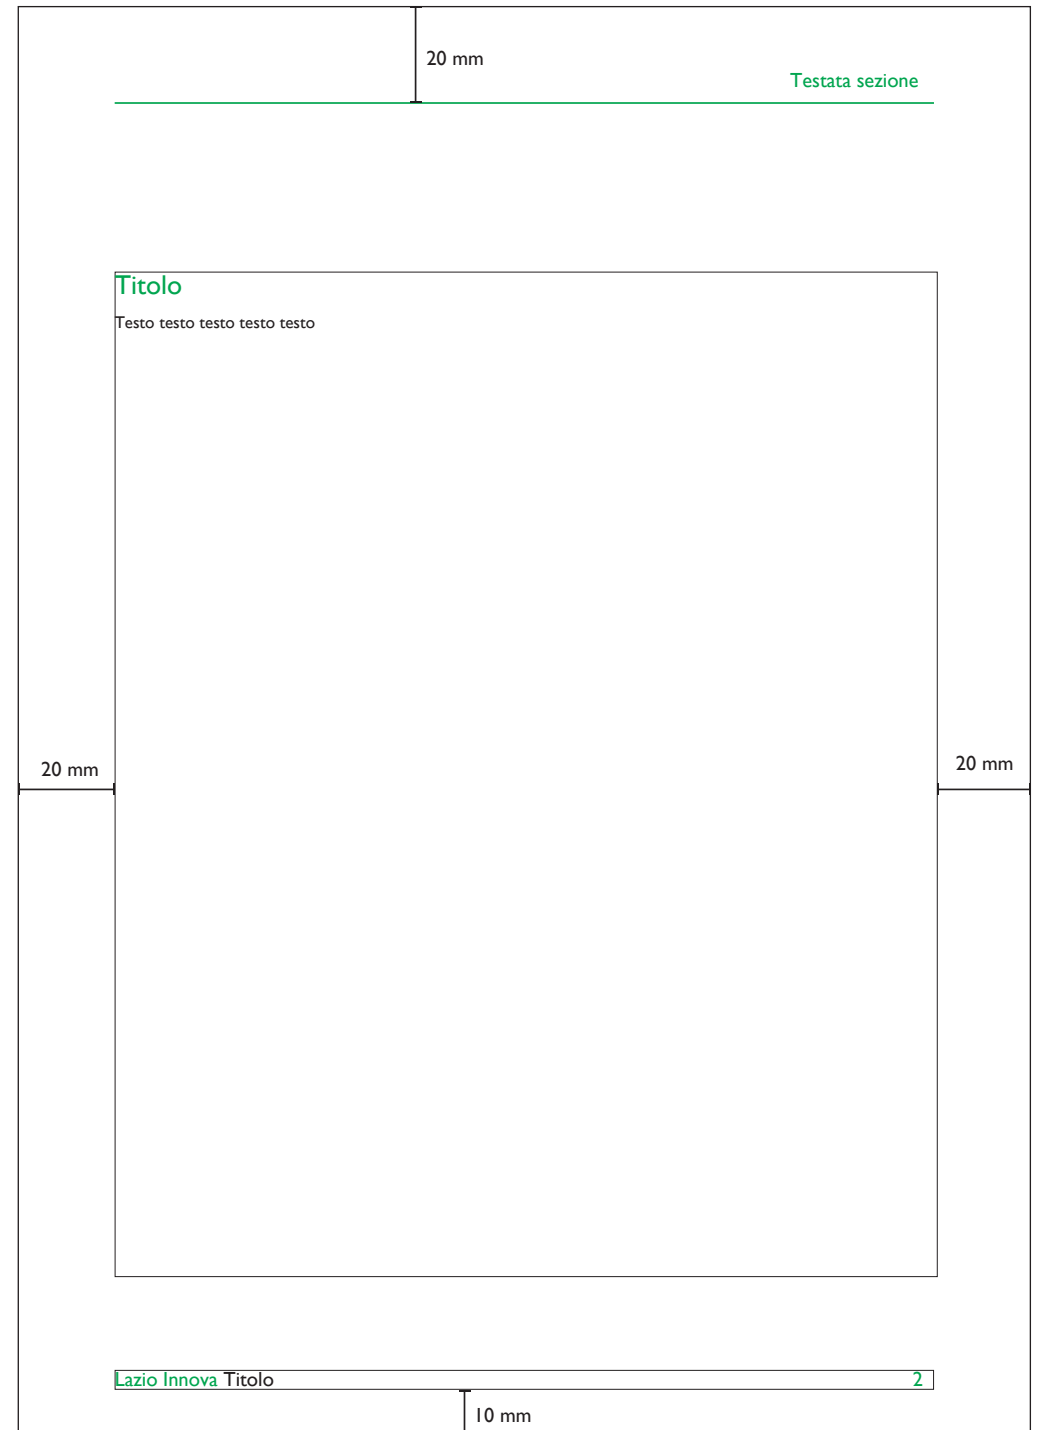 20 mm
Testata sezione
Titolo
Testo testo testo testo testo
20 mm
20 mm
Lazio Innova Titolo 2
10 mm